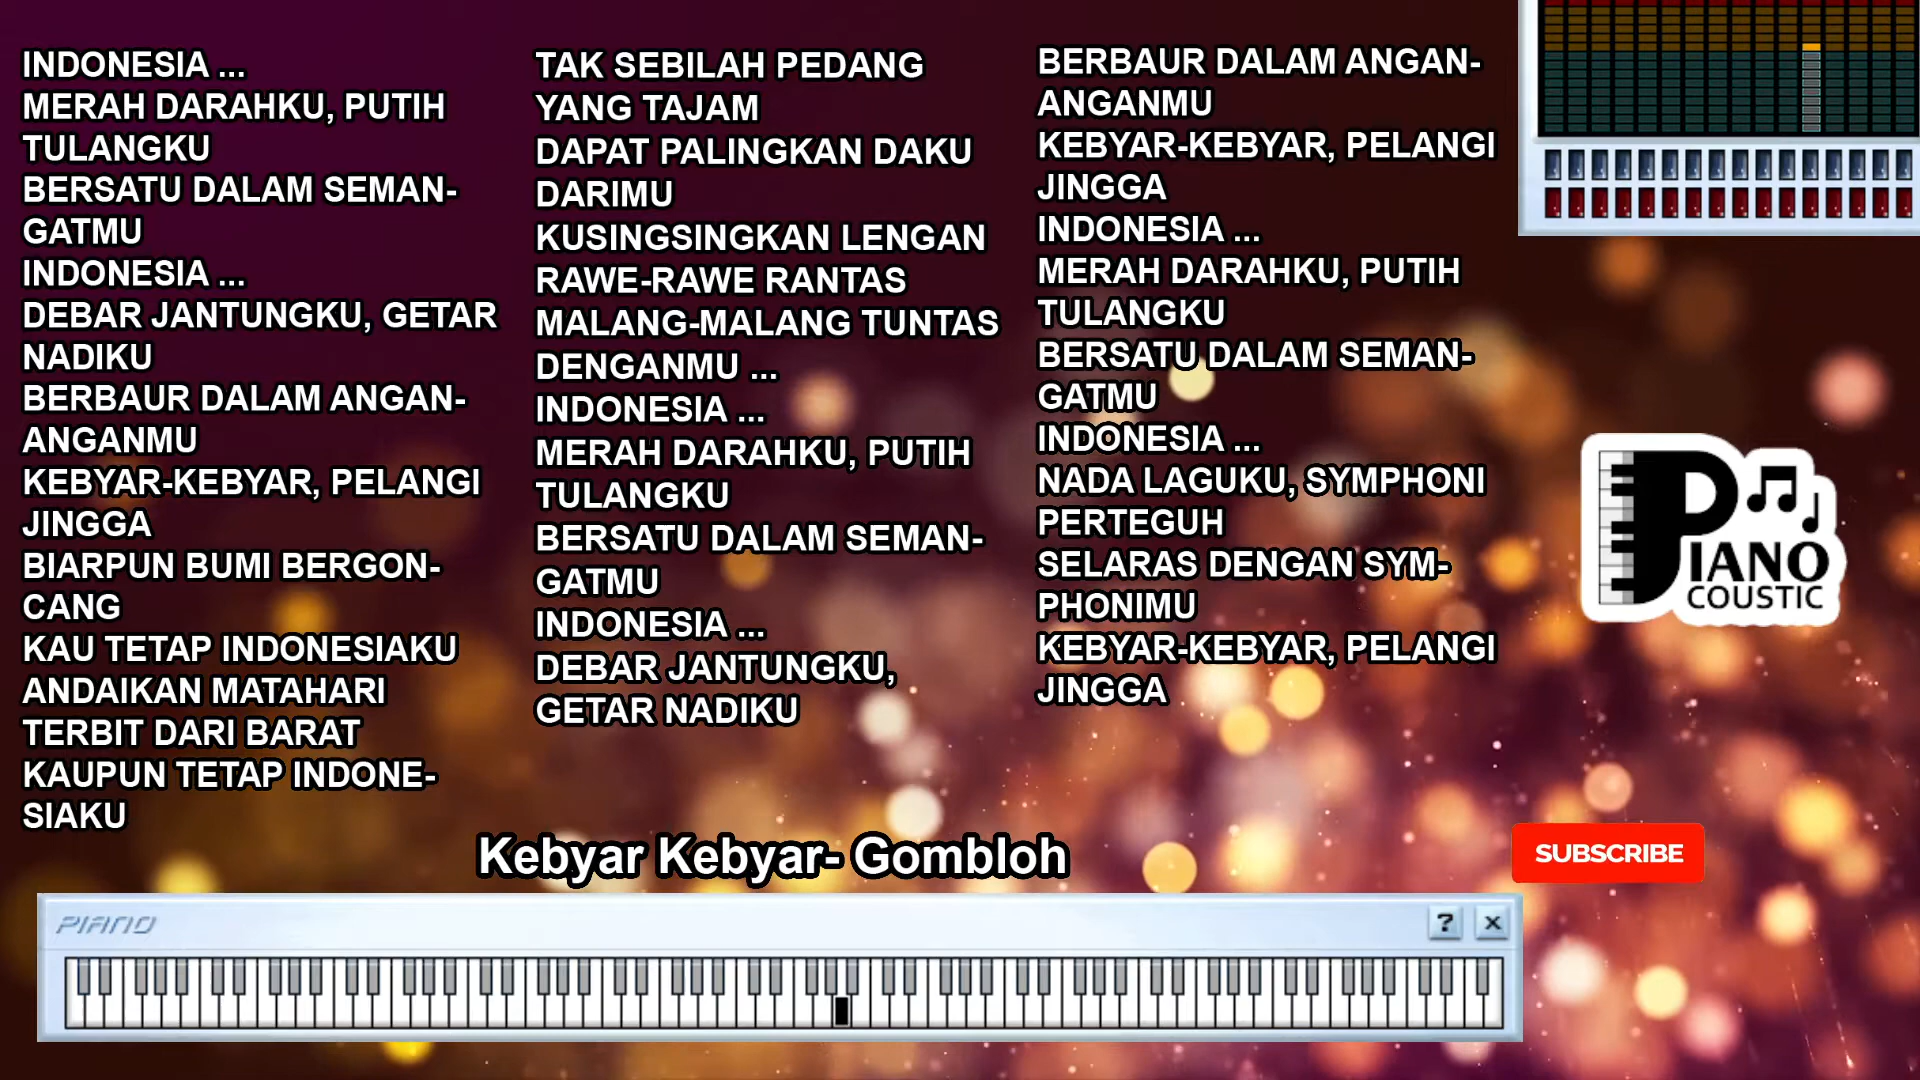 INDONESIA ...
MERAH DARAHKU, PUTIH
TULANGKU
BERSATU DALAM SEMAN-
GATMU
INDONESIA ...
DEBAR JANTUNGKU, GETAR
NADIKU
BERBAUR DALAM ANGAN-
ANGANMU
KEBYAR-KEBYAR, PELANGI
JINGGA
BIARPUN BUMI BERGON-
CANG
KAU TETAP INDONESIAKU
ANDAIKAN MATAHARI
TERBIT DARI BARAT
KAUPUN TETAP INDONE-
SIAKU
TAK SEBILAH PEDANG
YANG TAJAM
DAPAT PALINGKAN DAKU
DARIMU
KUSINGSINGKAN LENGAN
RAWE-RAWE RANTAS
MALANG-MALANG TUNTAS
DENGANMU ...
INDONESIA ...
MERAH DARAHKU, PUTIH
TULANGKU
BERSATU DALAM SEMAN-
GATMU
INDONESIA ...
DEBAR JANTUNGKU,
GETAR NADIKU
BERBAUR DALAM ANGAN-
ANGANMU
KEBYAR-KEBYAR, PELANGI
JINGGA
INDONESIA ...
MERAH DARAHKU, PUTIH
TULANGKU
BERSATU DALAM SEMAN-
GATMU
INDONESIA ...
NADA LAGUKU, SYMPHONI
PERTEGUH
SELARAS DENGAN SYM-
PHONIMU
KEBYAR-KEBYAR, PELANGI
JINGGA
PIANO
COUSTIC
Kebyar Kebyar- Gombloh
SUBSCRIBE
PIANO
? ×